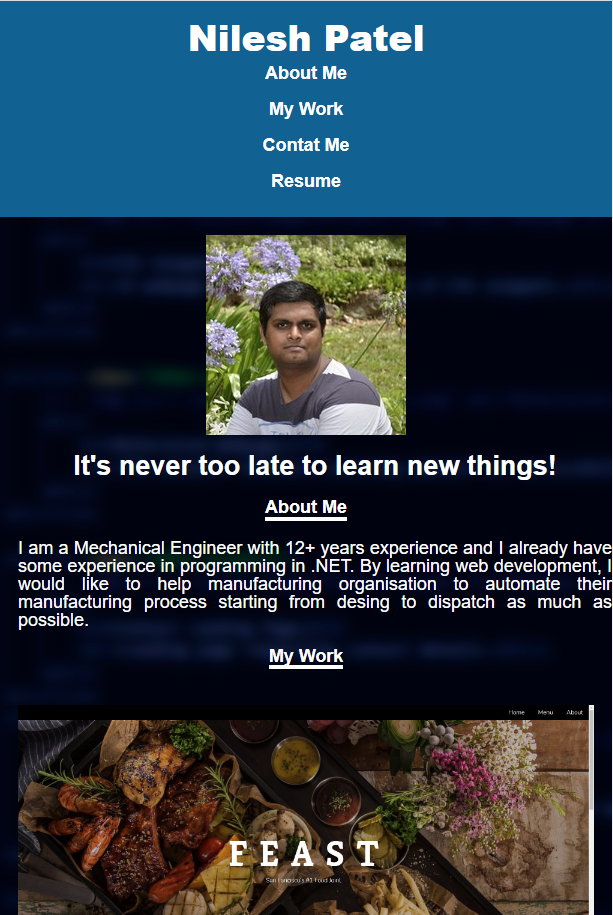 Nilesh Patel
About Me
My Work
Contat Me
Resume
It's never too late to learn new things!
About Me
I am a Mechanical Engineer with 12+ years experience and I already have
some experience in programming in .NET. By learning web development, I
would like to help manufacturing organisation to automate their
manufacturing process starting from desing to dispatch as much as
possible.
My Work
Home Menu About
FEAST
#1 Food Joint